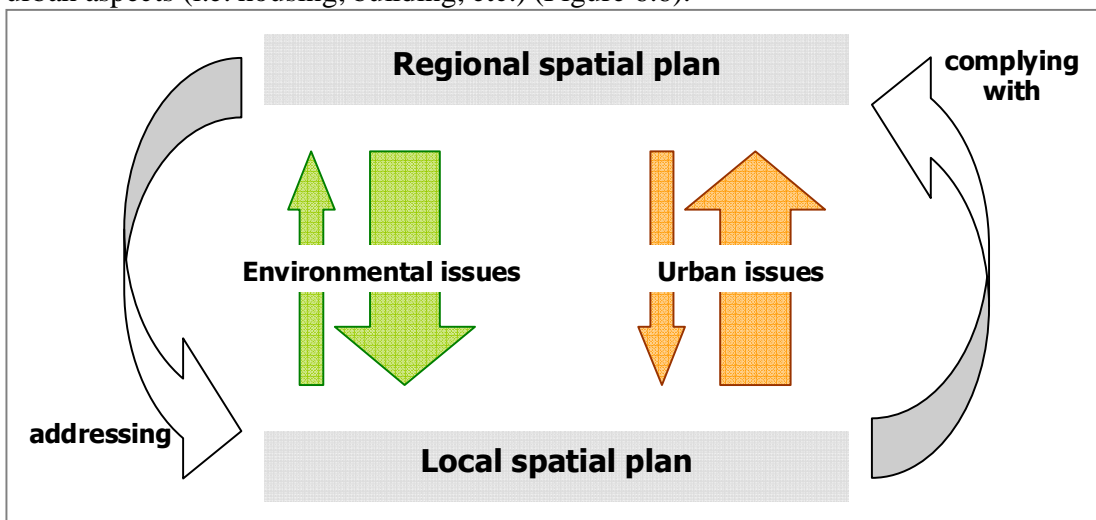 urban aspects (i.e. housing, building, etc.) (Figure 6.6).
Regional spatial plan
complying
with
Environmental issues
Urban issues
addressing
Local spatial plan